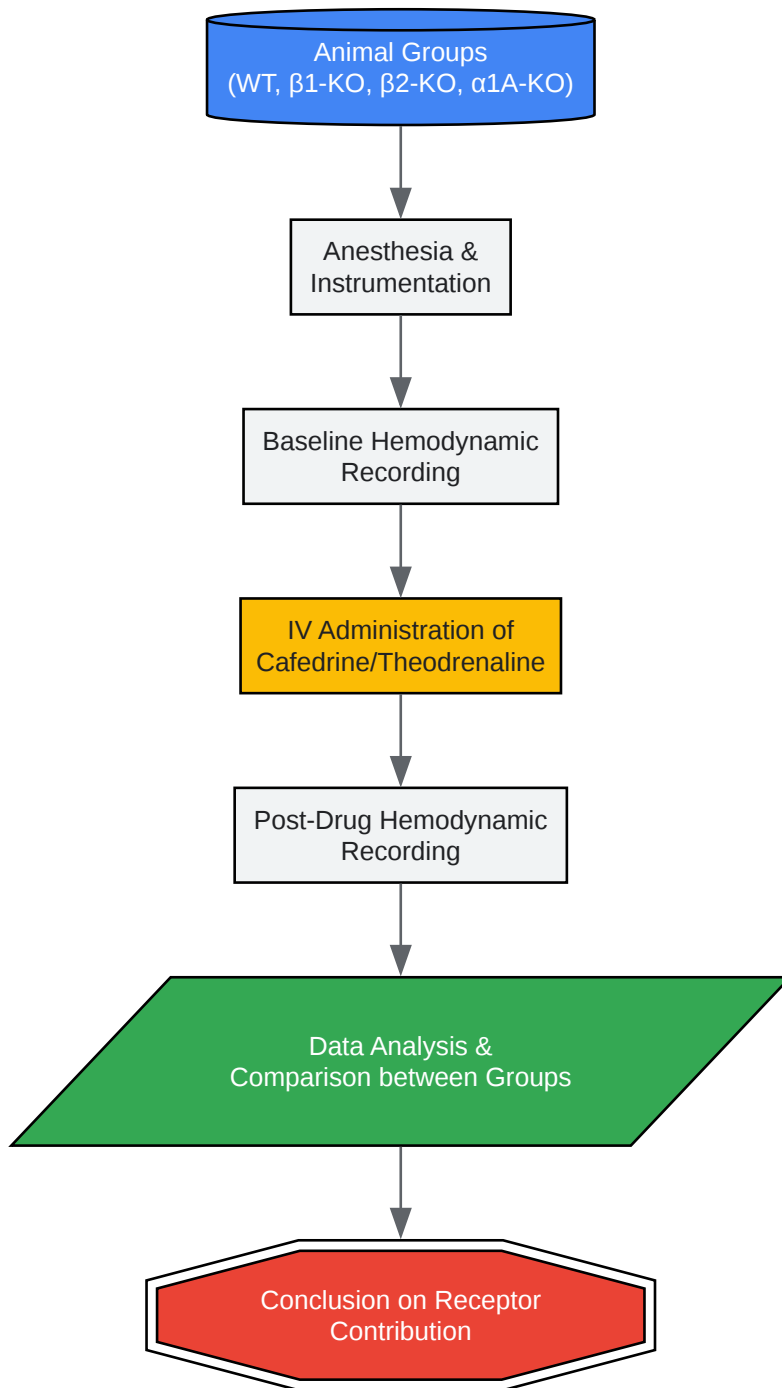 Animal Groups
(WT, β1-KO, β2-KO, α1A-KO)
Anesthesia &
Instrumentation
Baseline Hemodynamic
Recording
IV Administration of
Cafedrine/Theodrenaline
Post-Drug Hemodynamic
Recording
Data Analysis &
Comparison between Groups
Conclusion on Receptor
Contribution